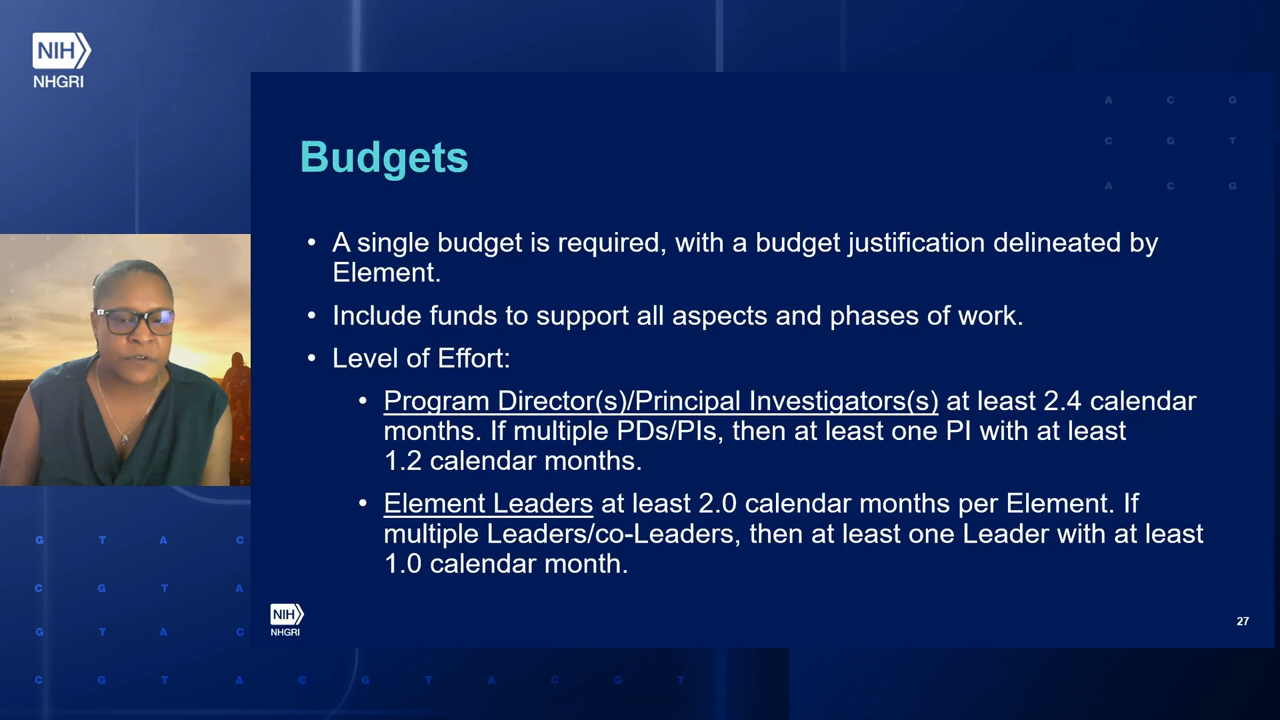 NIH
NHGRI
A C G
C G T
A C G
Budgets
• A single budget is required, with a budget justification delineated by
Element.
• Include funds to support all aspects and phases of work.
• Level of Effort:
• Program Director(s)/Principal Investigators(s) at least 2.4 calendar
months. If multiple PDs/PIs, then at least one PI with at least
1.2 calendar months.
• Element Leaders at least 2.0 calendar months per Element. If
multiple Leaders/co-Leaders, then at least one Leader with at least
1.0 calendar month.
NIH
NHGRI
27
G T A C
C G T A
G T A C
C G T A C G T A C G T